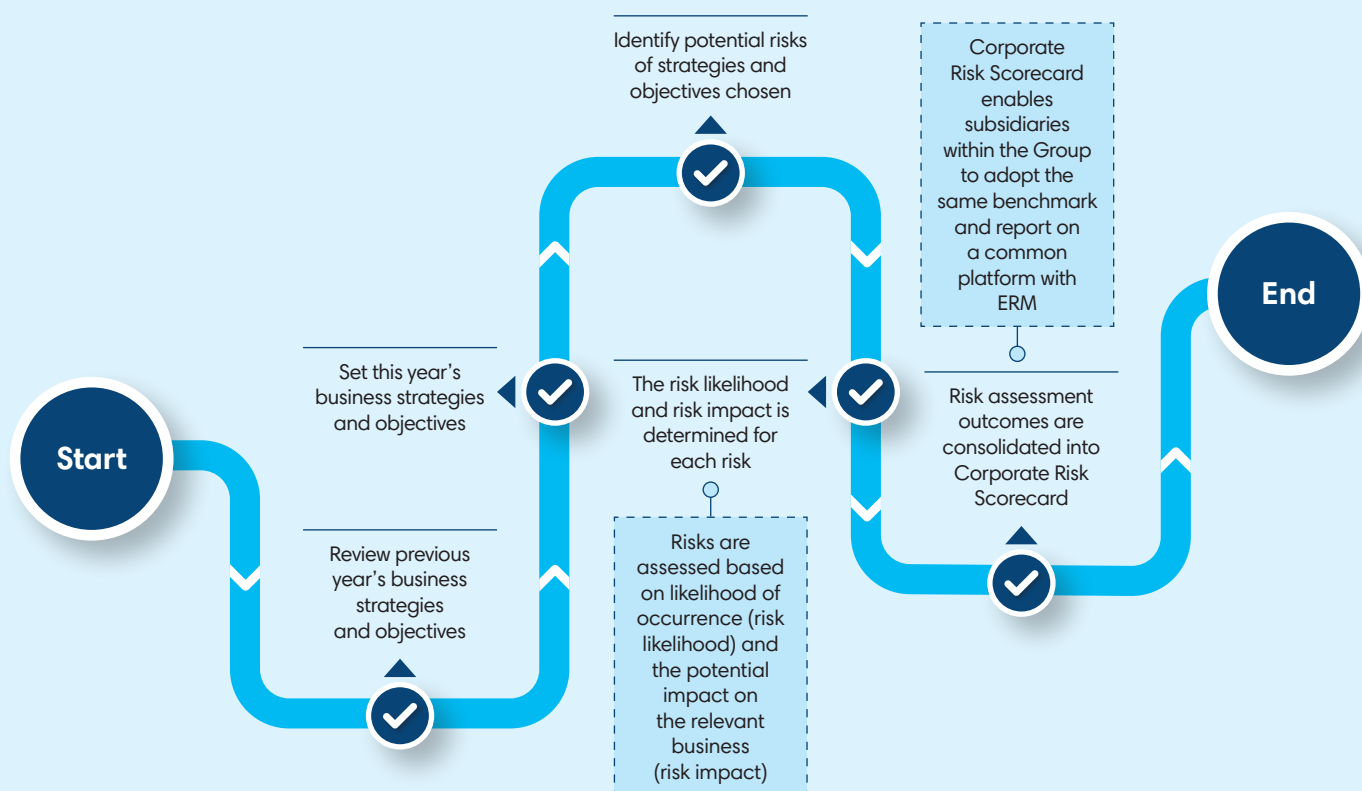 Start
Review previous
year's business
strategies
and objectives
Set this year's
business strategies
and objectives
Identify potential risks
of strategies and
objectives chosen
The risk likelihood
and risk impact is
determined for
each risk
Risks are
assessed based
on likelihood of
occurrence (risk
likelihood) and
the potential
impact on
the relevant
business
(risk impact)
Risk assessment
outcomes are
consolidated into
Corporate Risk
Scorecard
Corporate
Risk Scorecard
enables
subsidiaries
within the Group
to adopt the
same benchmark
and report on
a common
platform with
ERM
End